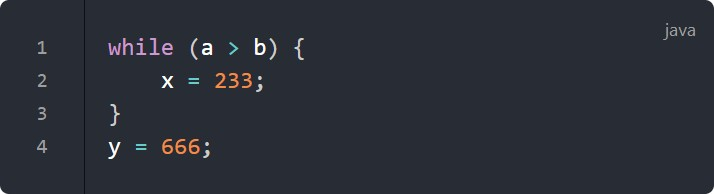 java
1 while (a > b) {
2     x = 233;
3 }
4 y = 666;